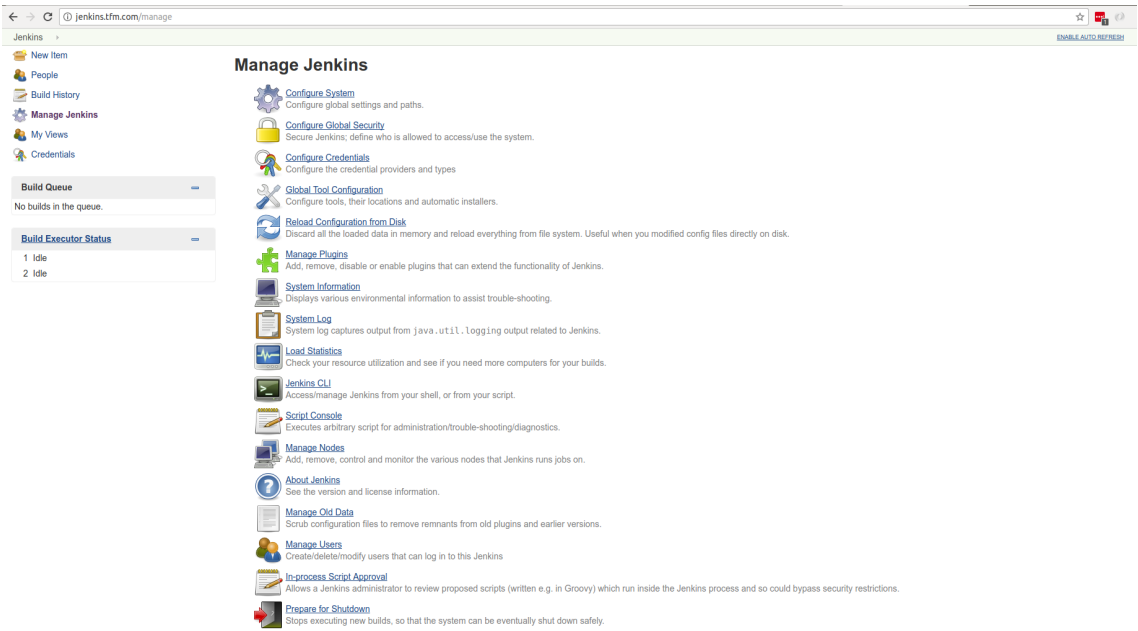 jenkins.tfm.com/manage
Jenkins
ENABLE AUTO REFRESH
New Item
People
Build History
Manage Jenkins
My Views
Credentials
Build Queue
No builds in the queue.
Build Executor Status
1 Idle
2 Idle
Manage Jenkins
Configure System
Configure global settings and paths.
Configure Global Security
Secure Jenkins; define who is allowed to access/use the system.
Configure Credentials
Configure the credential providers and types
Global Tool Configuration
Configure tools, their locations and automatic installers.
Reload Configuration from Disk
Discard all the loaded data in memory and reload everything from file system. Useful when you modified config files directly on disk.
Manage Plugins
Add, remove, disable or enable plugins that can extend the functionality of Jenkins.
System Information
Displays various environmental information to assist trouble-shooting.
System Log
System log captures output from java.util.logging output related to Jenkins.
Load Statistics
Check your resource utilization and see if you need more computers for your builds.
Jenkins CLI
Access/manage Jenkins from your shell, or from your script.
Script Console
Executes arbitrary script for administration/trouble-shooting/diagnostics.
Manage Nodes
Add, remove, control and monitor the various nodes that Jenkins runs jobs on.
About Jenkins
See the version and license information.
Manage Old Data
Scrub configuration files to remove remnants from old plugins and earlier versions.
Manage Users
Create/delete/modify users that can log in to this Jenkins
In-process Script Approval
Allows a Jenkins administrator to review proposed scripts (written e.g. in Groovy) which run inside the Jenkins process and so could bypass security restrictions.
Prepare for Shutdown
Stops executing new builds, so that the system can be eventually shut down safely.